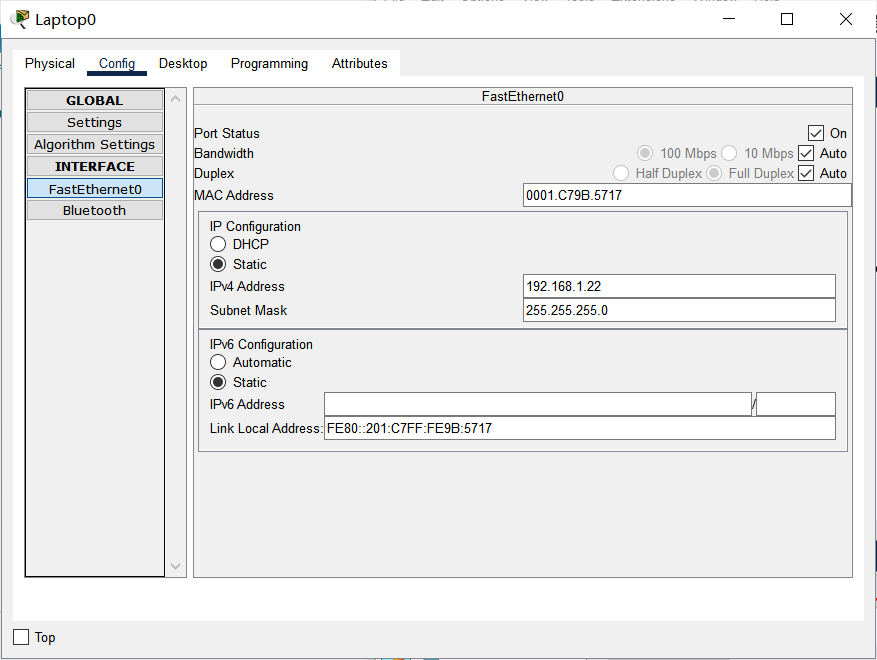 Laptop0
Physical Config Desktop Programming Attributes
GLOBAL
Settings
Algorithm Settings
INTERFACE
FastEthernet0
Bluetooth
FastEthernet0
Port Status On
Bandwidth 100 Mbps 10 Mbps Auto
Duplex Half Duplex Full Duplex Auto
MAC Address 0001.C79B.5717
IP Configuration
DHCP
Static
IPv4 Address 192.168.1.22
Subnet Mask 255.255.255.0
IPv6 Configuration
Automatic
Static
IPv6 Address /
Link Local Address: FE80::201:C7FF:FE9B:5717
Top